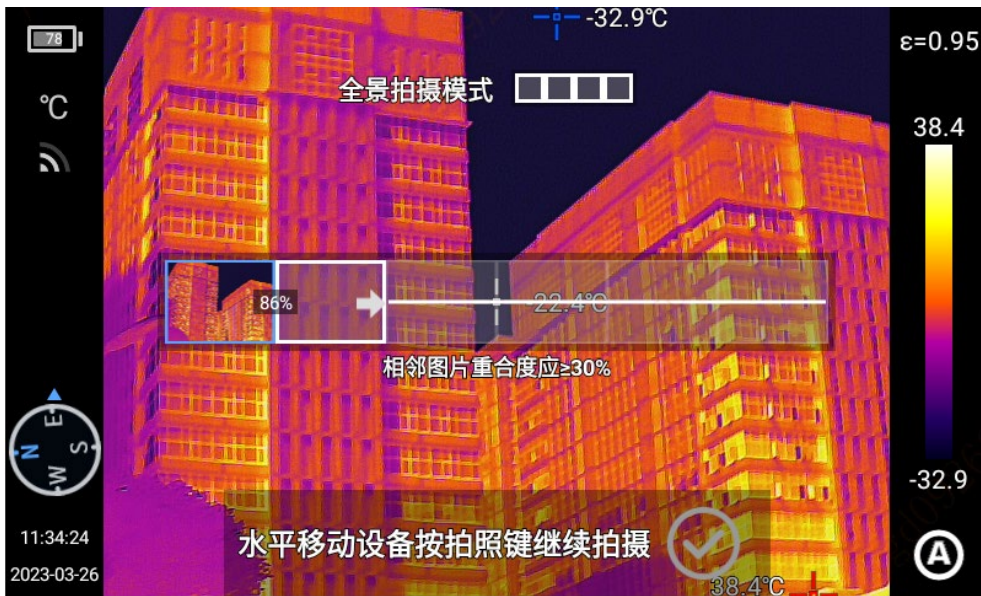 78
-32.9℃
ε=0.95
全景拍摄模式
℃
38.4
86%
-22.4℃
相邻图片重合度应≥30%
E
N
S
W
-32.9
11:34:24
水平移动设备按拍照键继续拍摄
2023-03-26
38.4℃
A